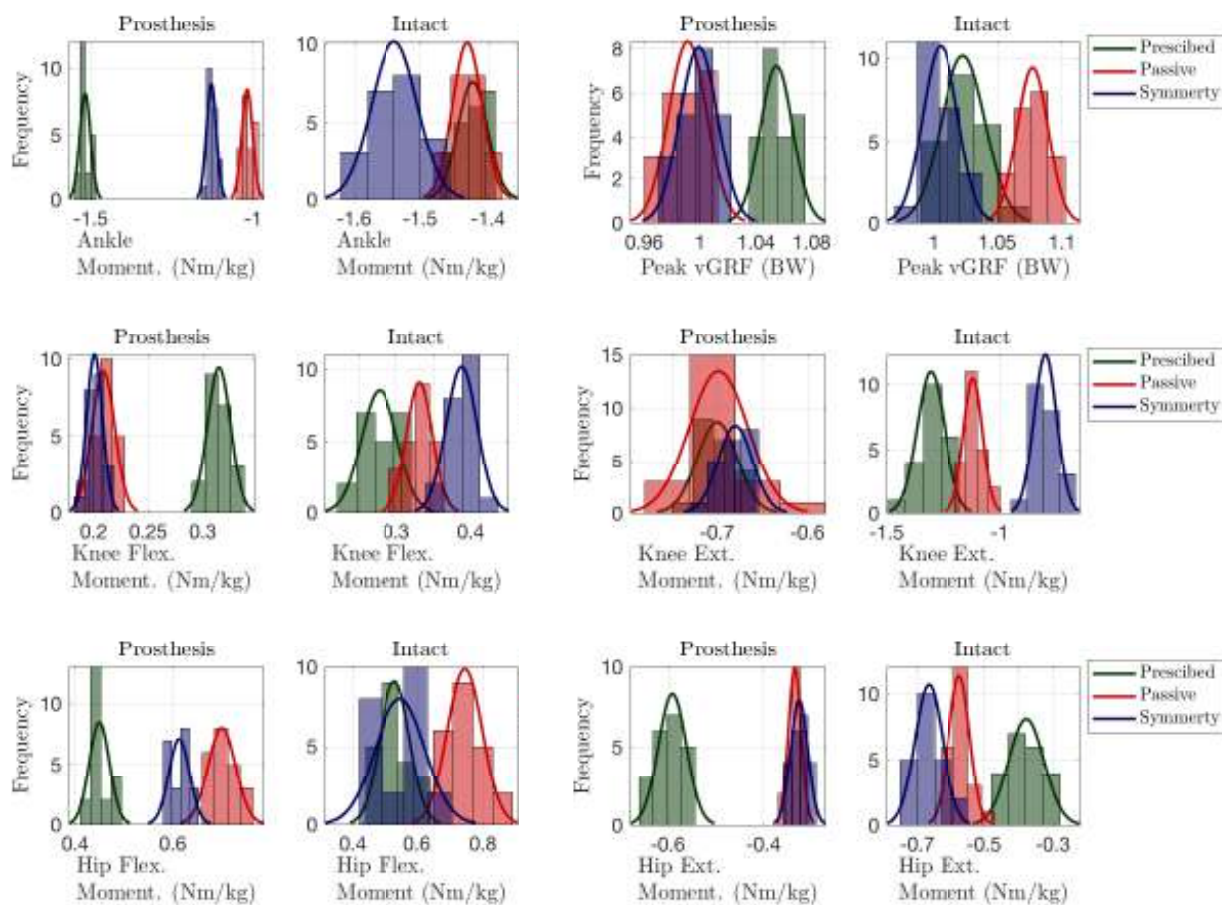 Prosthesis
Intact
Prosthesis
Intact
Frequency
10
5
0
-1.5
-1
Ankle
Moment. (Nm/kg)
10
5
0
-1.6
-1.5
-1.4
Ankle
Moment (Nm/kg)
Frequency
8
6
4
2
0
0.96
1
1.04
1.08
Peak vGRF (BW)
10
5
0
1
1.05
1.1
Peak vGRF (BW)
Prescibed
Passive
Symmerty
Prosthesis
Intact
Prosthesis
Intact
Frequency
10
5
0
0.2
0.25
0.3
Knee Flex.
Moment. (Nm/kg)
10
5
0
0.3
0.4
Knee Flex.
Moment (Nm/kg)
Frequency
15
10
5
0
-0.7
-0.6
Knee Ext.
Moment. (Nm/kg)
10
5
0
-1.5
-1
Knee Ext.
Moment (Nm/kg)
Prescibed
Passive
Symmerty
Prosthesis
Intact
Prosthesis
Intact
Frequency
10
5
0
0.4
0.6
Hip Flex.
Moment. (Nm/kg)
10
5
0
0.4
0.6
0.8
Hip Flex.
Moment (Nm/kg)
Frequency
10
5
0
-0.6
-0.4
Hip Ext.
Moment. (Nm/kg)
10
5
0
-0.7
-0.5
-0.3
Hip Ext.
Moment (Nm/kg)
Prescibed
Passive
Symmerty